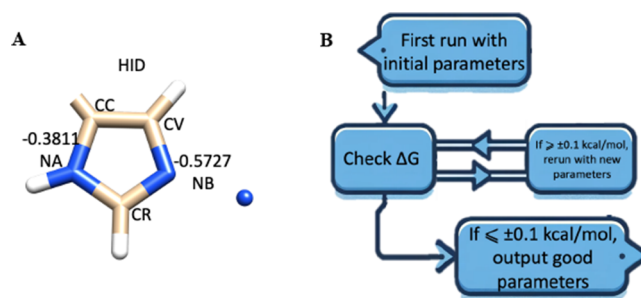 A
HID
CC
-0.3811
CV
NA
-0.5727
NB
CR
B
First run with
initial parameters
Check ΔG
If ⩾ ±0.1 kcal/mol,
rerun with new
parameters
If ⩽ ±0.1 kcal/mol,
output good
parameters